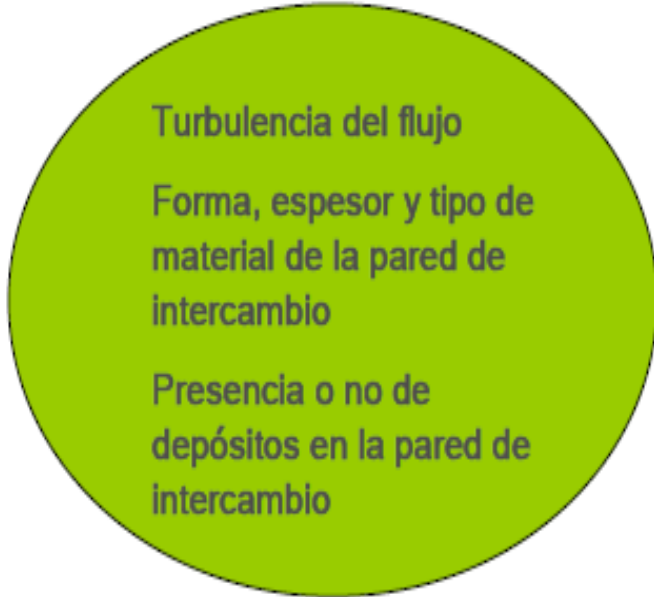 Turbulencia del flujo
Forma, espesor y tipo de
material de la pared de
intercambio
Presencia o no de
depósitos en la pared de
intercambio